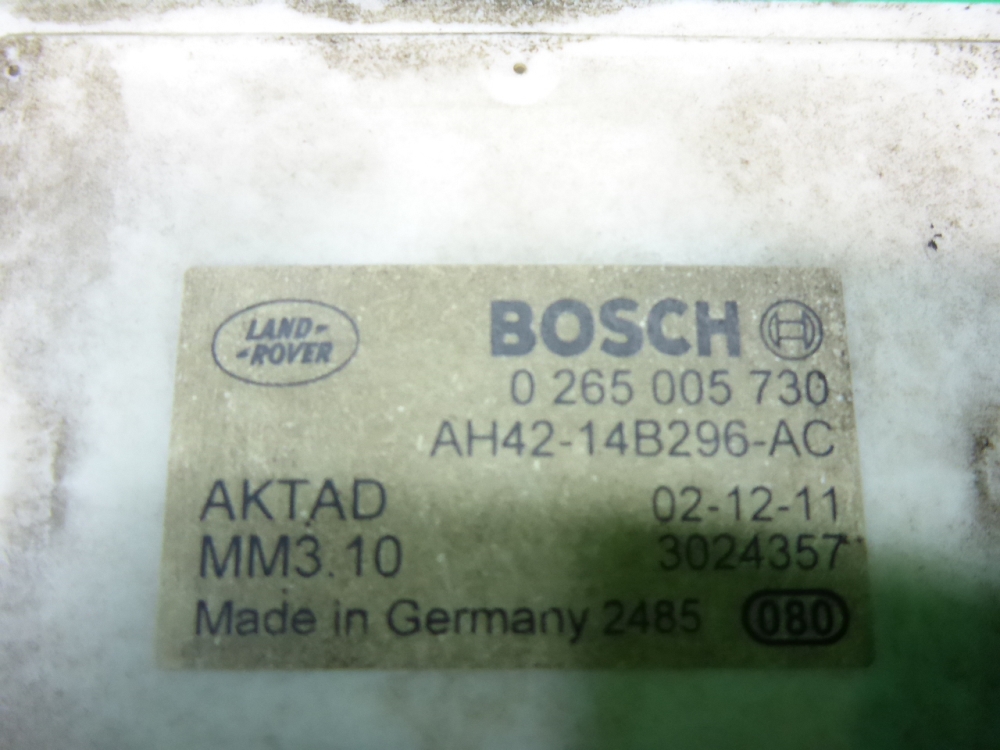 LAND-
-ROVER
BOSCH
0 265 005 730
AH42-14B296-AC
AKTAD 02-12-11
MM3.10 3024357
Made in Germany 2485 080